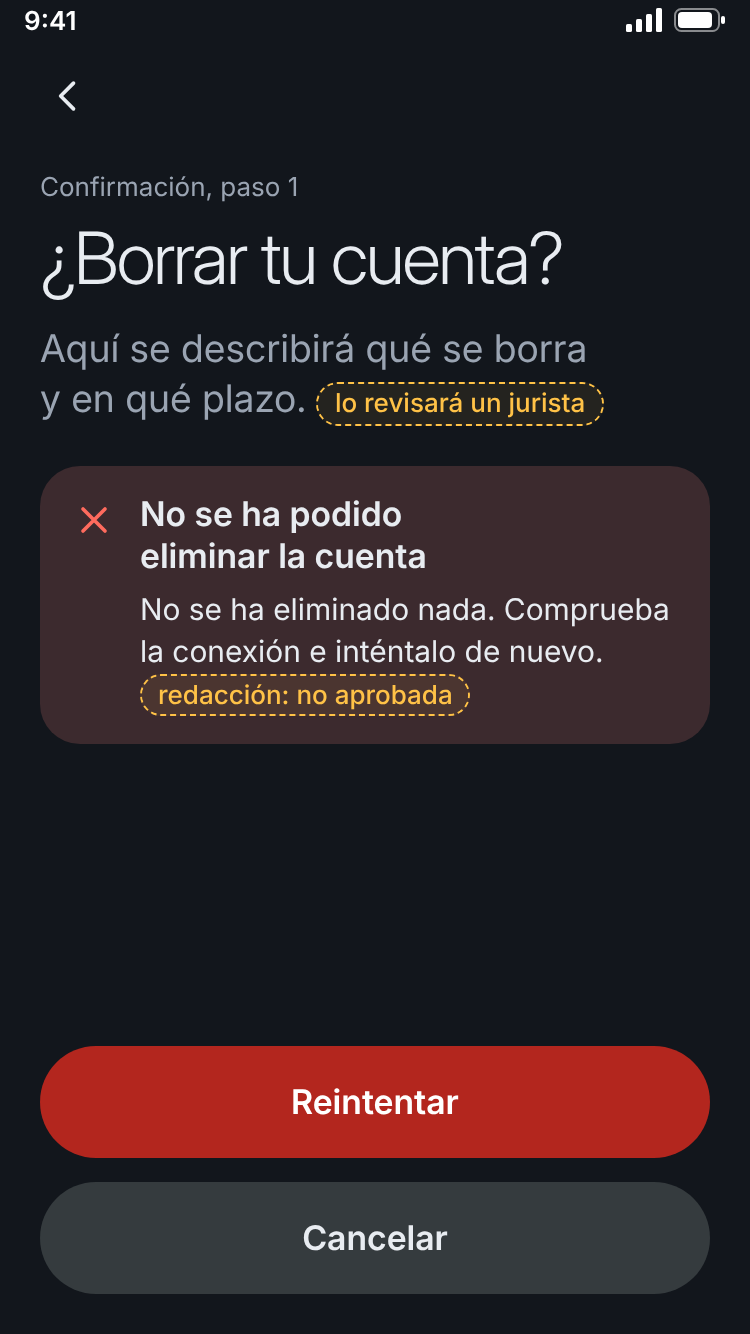 9:41
Confirmación, paso 1
¿Borrar tu cuenta?
Aquí se describirá qué se borra
y en qué plazo. lo revisará un jurista
No se ha podido
eliminar la cuenta
No se ha eliminado nada. Comprueba
la conexión e inténtalo de nuevo.
redacción: no aprobada
Reintentar
Cancelar